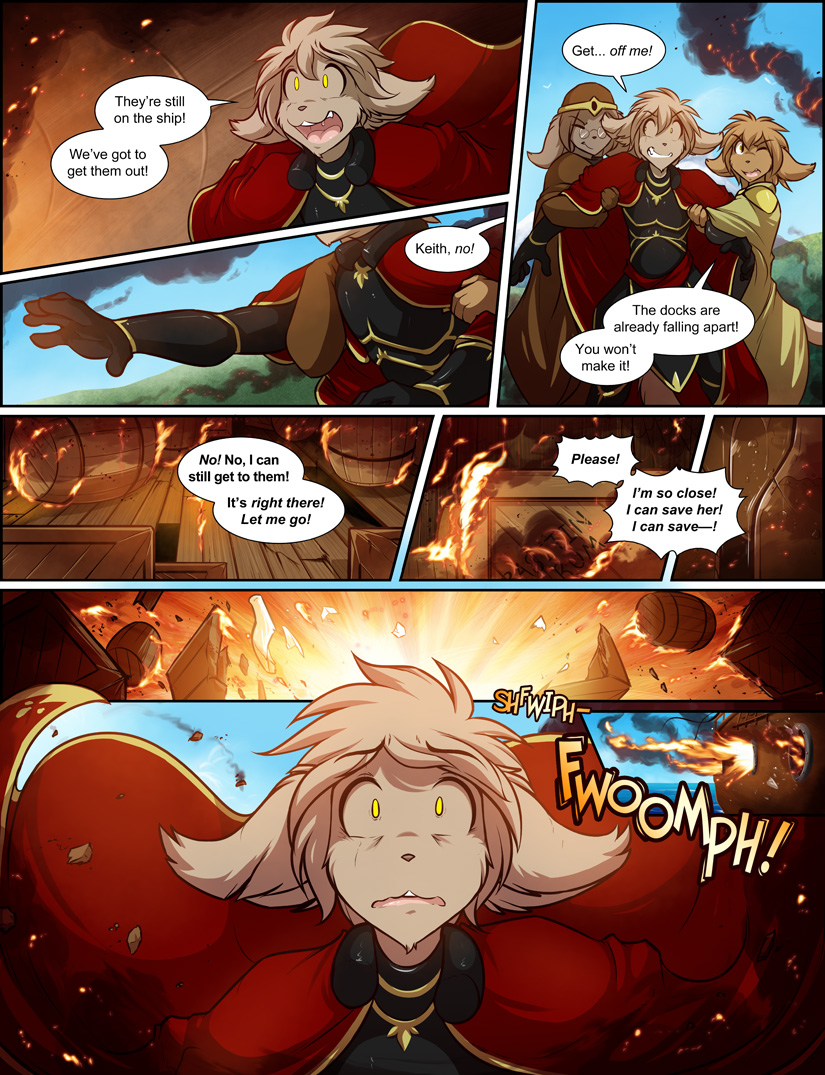 They're still
on the ship!
We've got to
get them out!
Get... off me!
Keith, no!
The docks are
already falling apart!
You won't
make it!
No! No, I can
still get to them!
It's right there!
Let me go!
Please!
I'm so close!
I can save her!
I can save—!
SHFWIPH–
FWOOMPH!